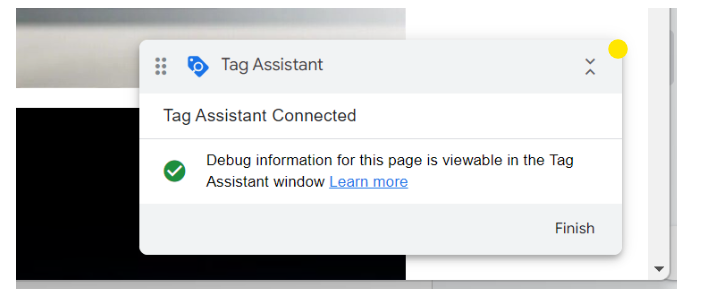 Tag Assistant
Tag Assistant Connected
Debug information for this page is viewable in the Tag
Assistant window Learn more
Finish